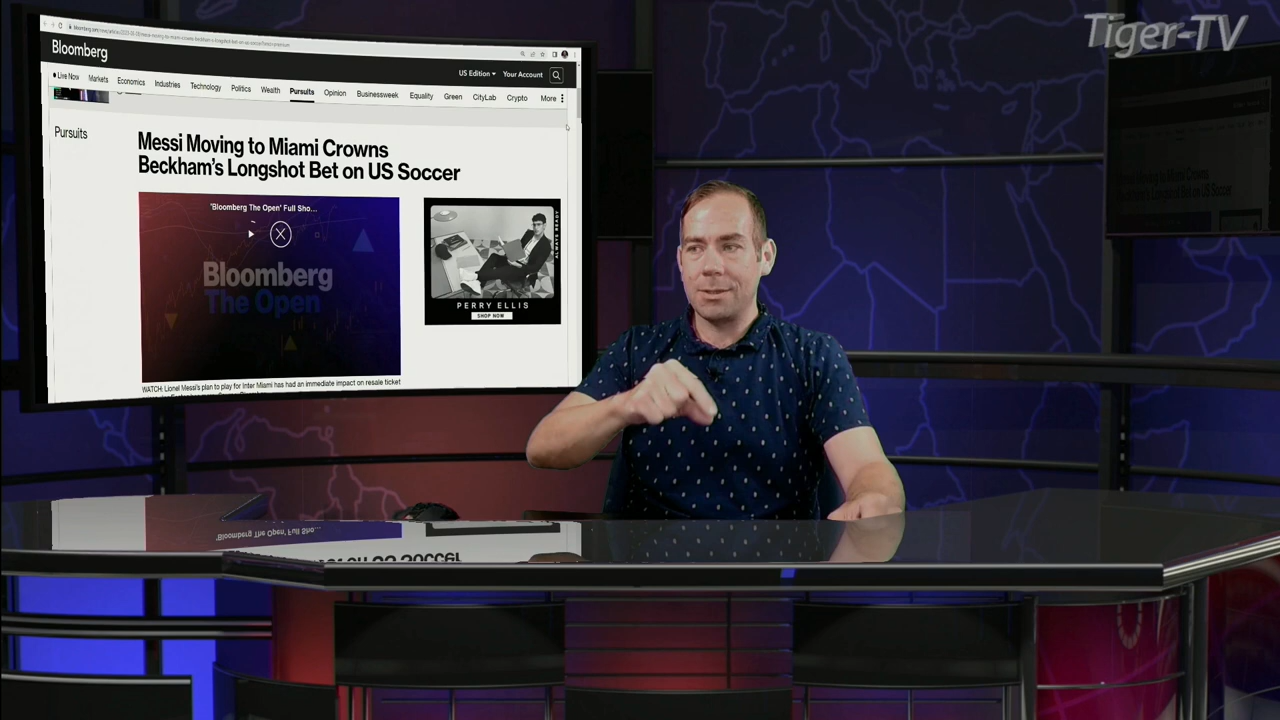 Tiger-TV
Bloomberg
US Edition
Your Account
Live Now Markets Economics Industries Technology Politics Wealth Pursuits Opinion Businessweek Equality Green CityLab Crypto More
Pursuits
Messi Moving to Miami Crowns
Beckham's Longshot Bet on US Soccer
'Bloomberg The Open' Full Sho...
Bloomberg
The Open
ALWAYS READY
PERRY ELLIS
SHOP NOW
WATCH: Lionel Messi's plan to play for Inter Miami has had an immediate impact on resale ticket